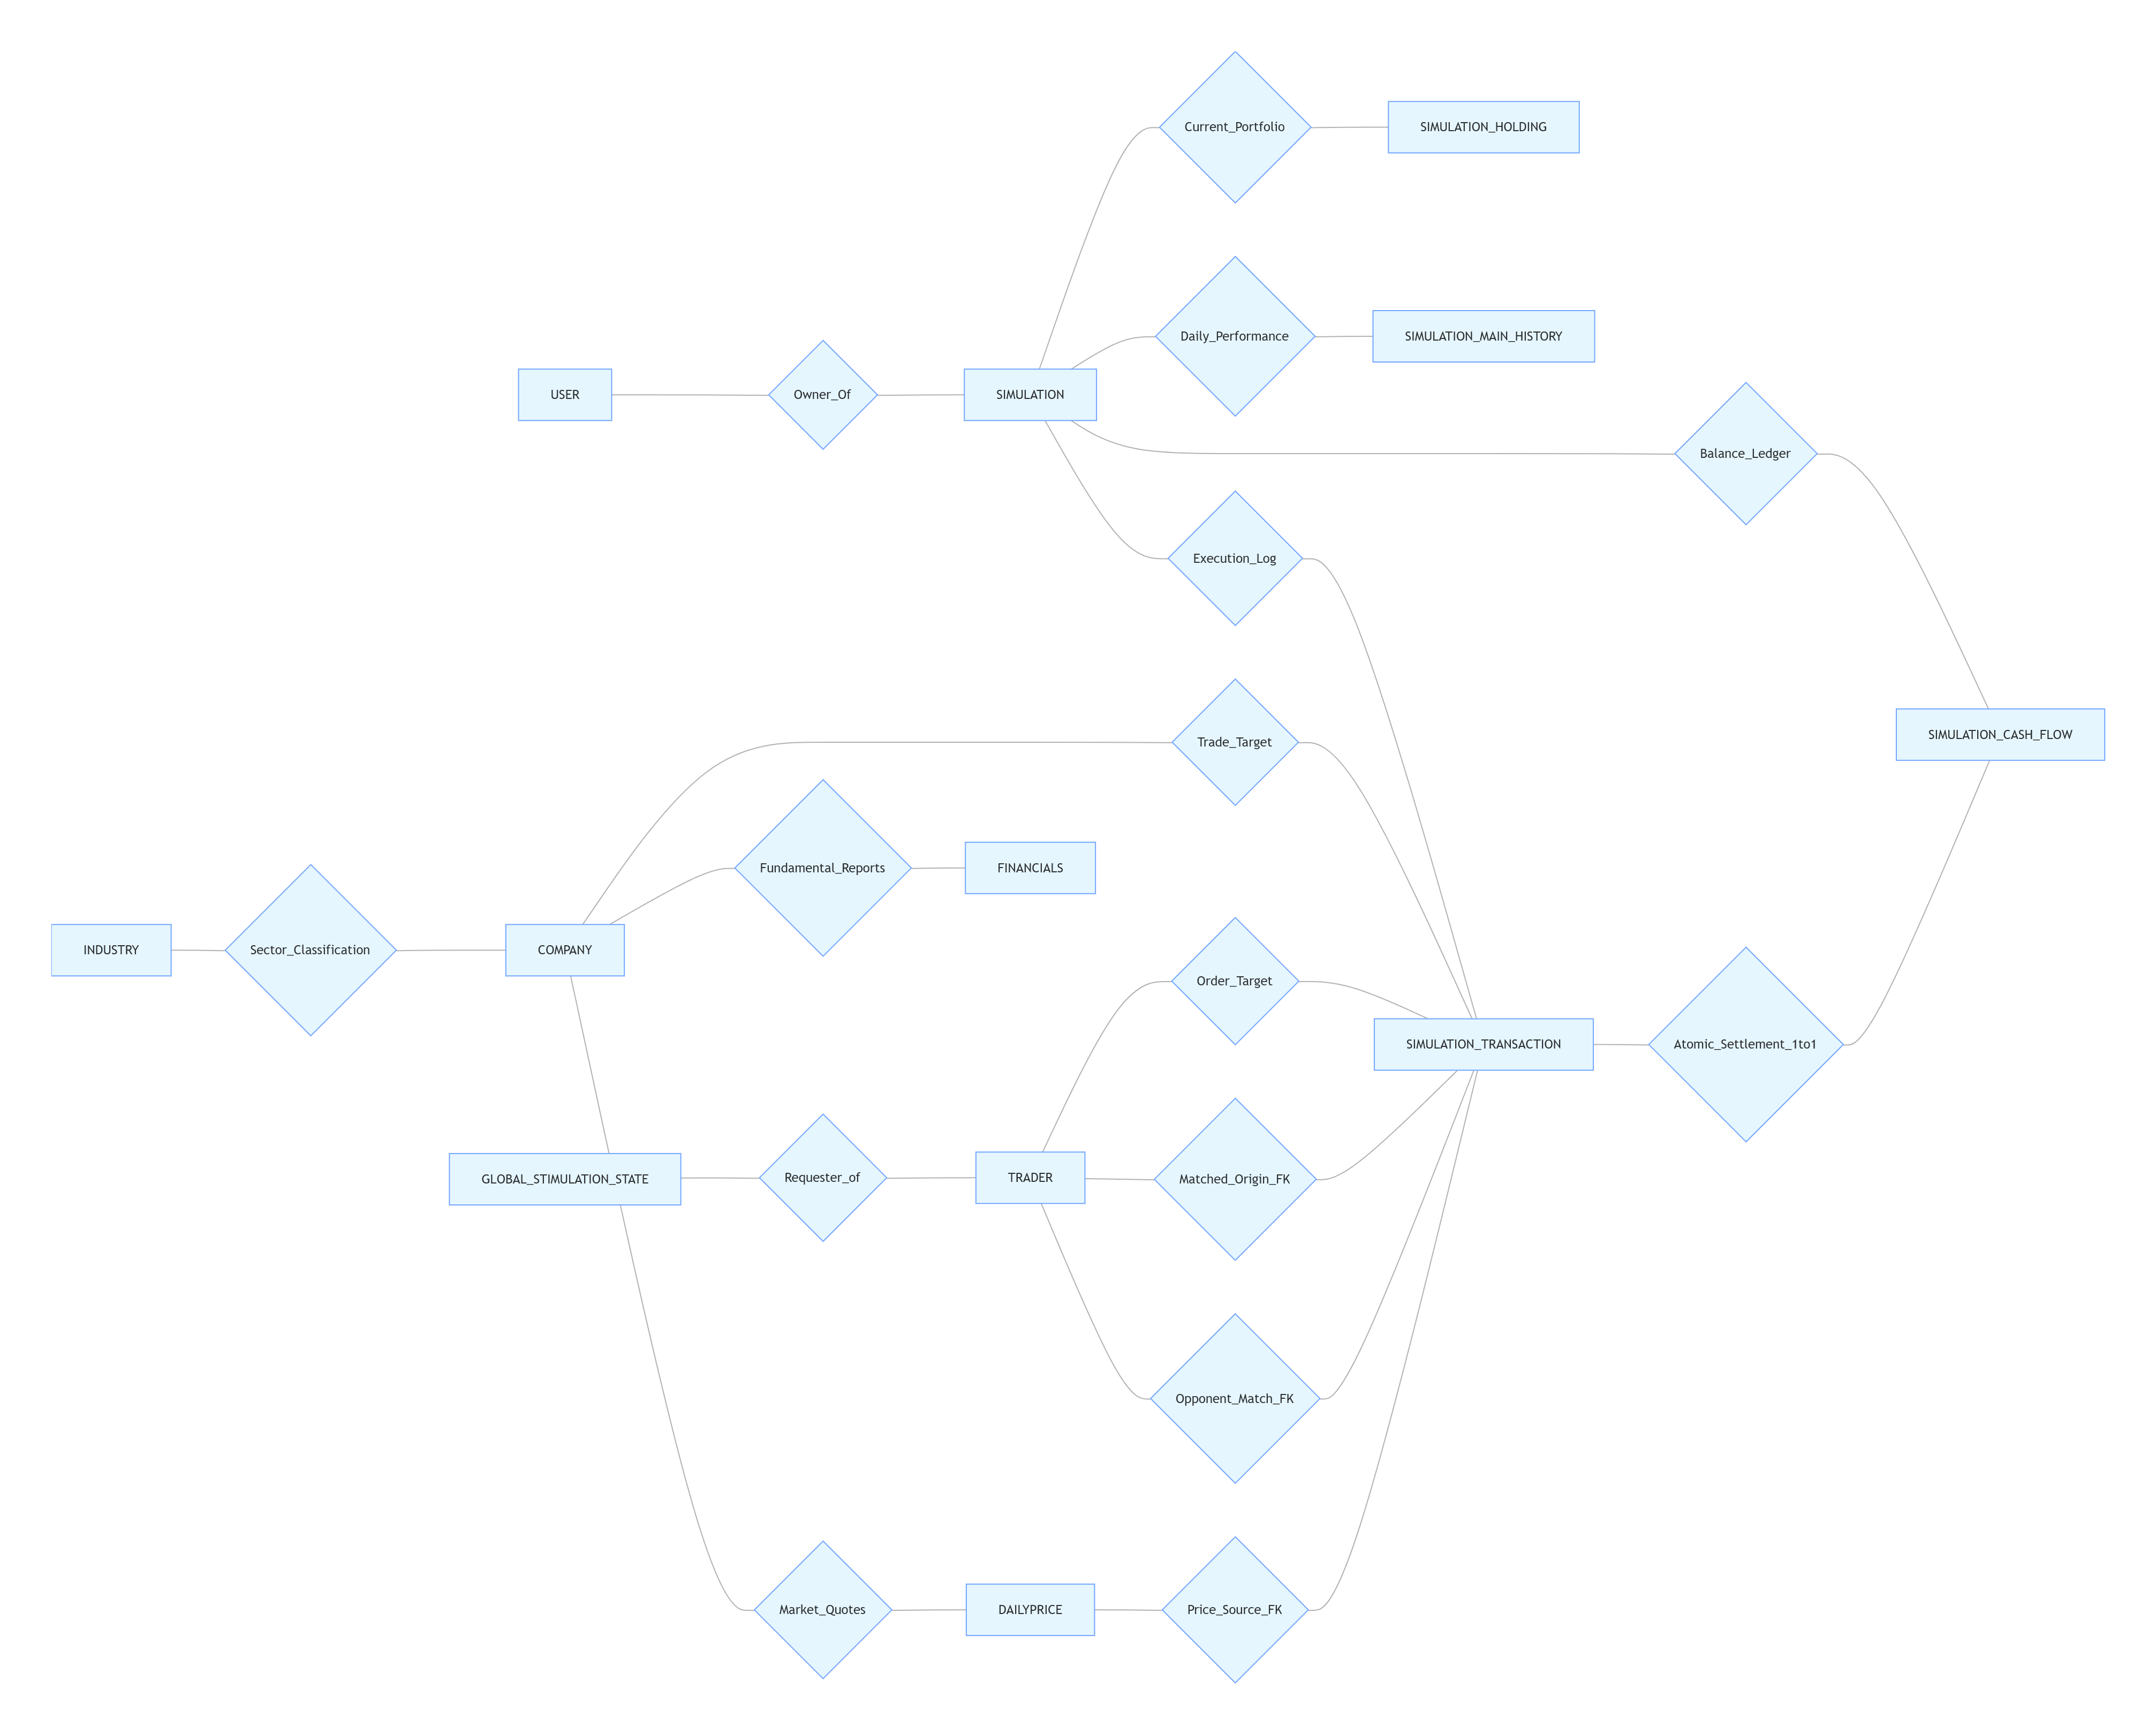 Current_Portfolio
SIMULATION_HOLDING
Daily_Performance
SIMULATION_MAIN_HISTORY
USER
Owner_Of
SIMULATION
Balance_Ledger
Execution_Log
Trade_Target
SIMULATION_CASH_FLOW
Fundamental_Reports
FINANCIALS
INDUSTRY
Sector_Classification
COMPANY
Order_Target
SIMULATION_TRANSACTION
Atomic_Settlement_1to1
GLOBAL_STIMULATION_STATE
Requester_of
TRADER
Matched_Origin_FK
Opponent_Match_FK
Market_Quotes
DAILYPRICE
Price_Source_FK